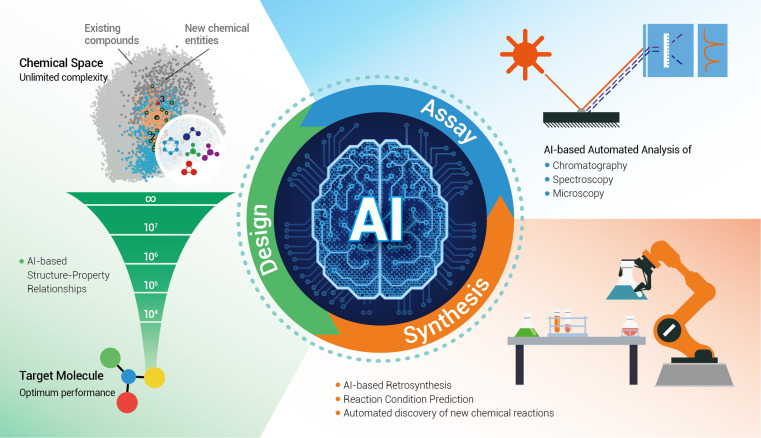 Existing
compounds
New chemical
entities
Chemical Space
Unlimited complexity
∞
10⁷
10⁶
10⁵
10⁴
AI-based
Structure-Property
Relationships
Target Molecule
Optimum performance
Design
Assay
Synthesis
AI
AI-based Automated Analysis of
Chromatography
Spectroscopy
Microscopy
AI-based Retrosynthesis
Reaction Condition Prediction
Automated discovery of new chemical reactions